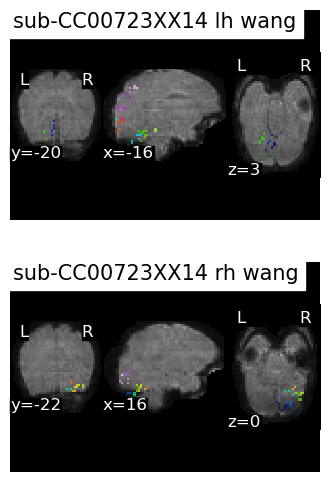 sub-CC00723XX14 lh wang
L R L R
y=-20 x=-16 z=3
sub-CC00723XX14 rh wang
L R L R
y=-22 x=16 z=0